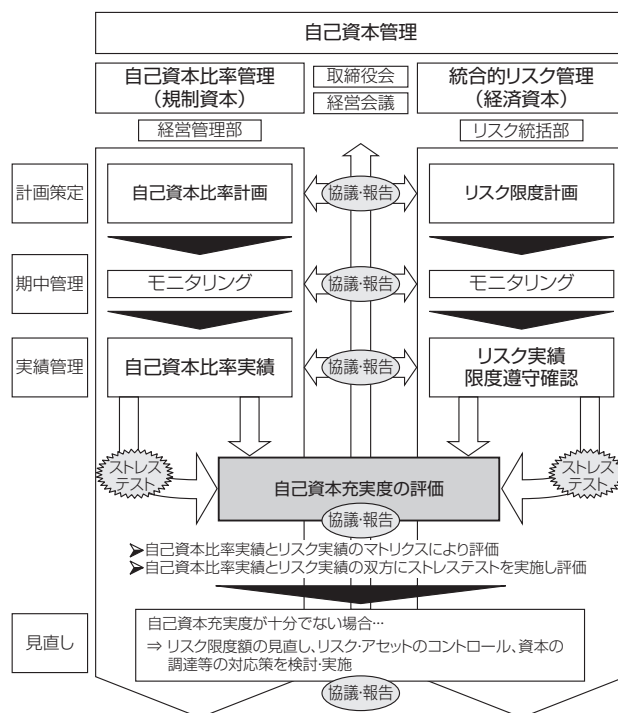 自己資本管理
自己資本比率管理
（規制資本）
取締役会
経営会議
統合的リスク管理
（経済資本）
経営管理部
リスク統括部
計画策定
自己資本比率計画
協議･報告
リスク限度計画
期中管理
モニタリング
協議･報告
モニタリング
実績管理
自己資本比率実績
協議･報告
リスク実績
限度遵守確認
ストレス
テスト
自己資本充実度の評価
ストレス
テスト
協議･報告
➤自己資本比率実績とリスク実績のマトリクスにより評価
➤自己資本比率実績とリスク実績の双方にストレステストを実施し評価
見直し
自己資本充実度が十分でない場合…
⇒ リスク限度額の見直し、リスク･アセットのコントロール、資本の
調達等の対応策を検討･実施
協議･報告